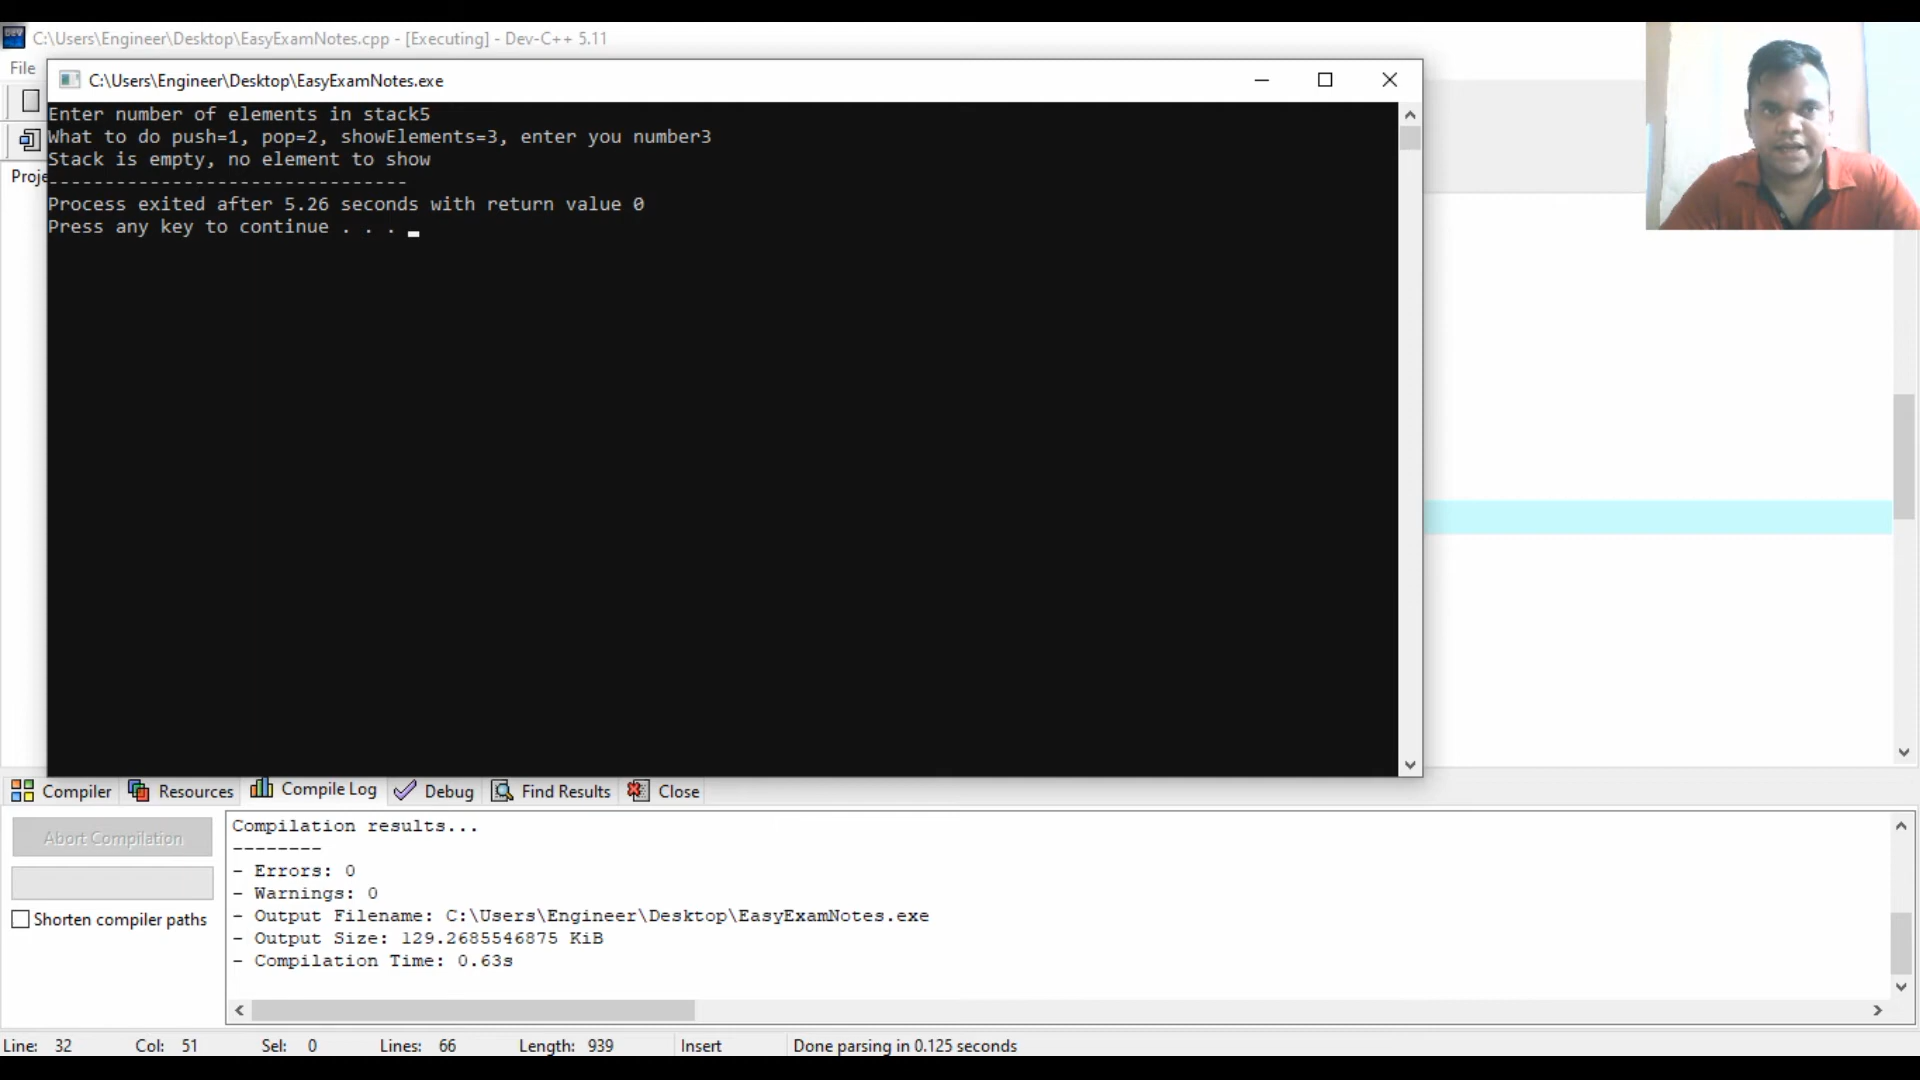 C:\Users\Engineer\Desktop\EasyExamNotes.cpp - [Executing] - Dev-C++ 5.11
File
C:\Users\Engineer\Desktop\EasyExamNotes.exe
Enter number of elements in stack5
What to do push=1, pop=2, showElements=3, enter you number3
Stack is empty, no element to show
--------------------------------
Process exited after 5.26 seconds with return value 0
Press any key to continue . . .
Proje
Compiler Resources Compile Log Debug Find Results Close
Abort Compilation
Shorten compiler paths
Compilation results...
--------
- Errors: 0
- Warnings: 0
- Output Filename: C:\Users\Engineer\Desktop\EasyExamNotes.exe
- Output Size: 129.2685546875 KiB
- Compilation Time: 0.63s
Line: 32 Col: 51 Sel: 0 Lines: 66 Length: 939 Insert Done parsing in 0.125 seconds